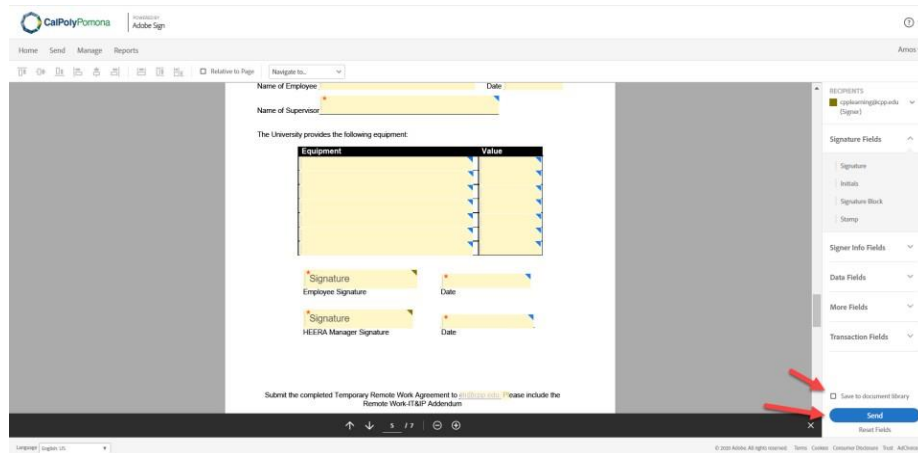 CalPolyPomona
POWERED BY
Adobe Sign
Home Send Manage Reports
Amos
Relative to Page
Navigate to..
Name of Employee
Date
Name of Supervisor
The University provides the following equipment:
Equipment Value
Signature
Employee Signature Date
Signature
HEERA Manager Signature Date
Submit the completed Temporary Remote Work Agreement to Please include the
Remote Work-IT&IP Addendum
5 / 7
RECIPIENTS
cpplearning@cpp.edu
(Signer)
Signature Fields
Signature
Initials
Signature Block
Stamp
Signer Info Fields
Data Fields
More Fields
Transaction Fields
Save to document library
Send
Reset Fields
Language English: US
© 2020 Adobe. All rights reserved. Terms Cookies Consumer Disclosure Trust AdChoices